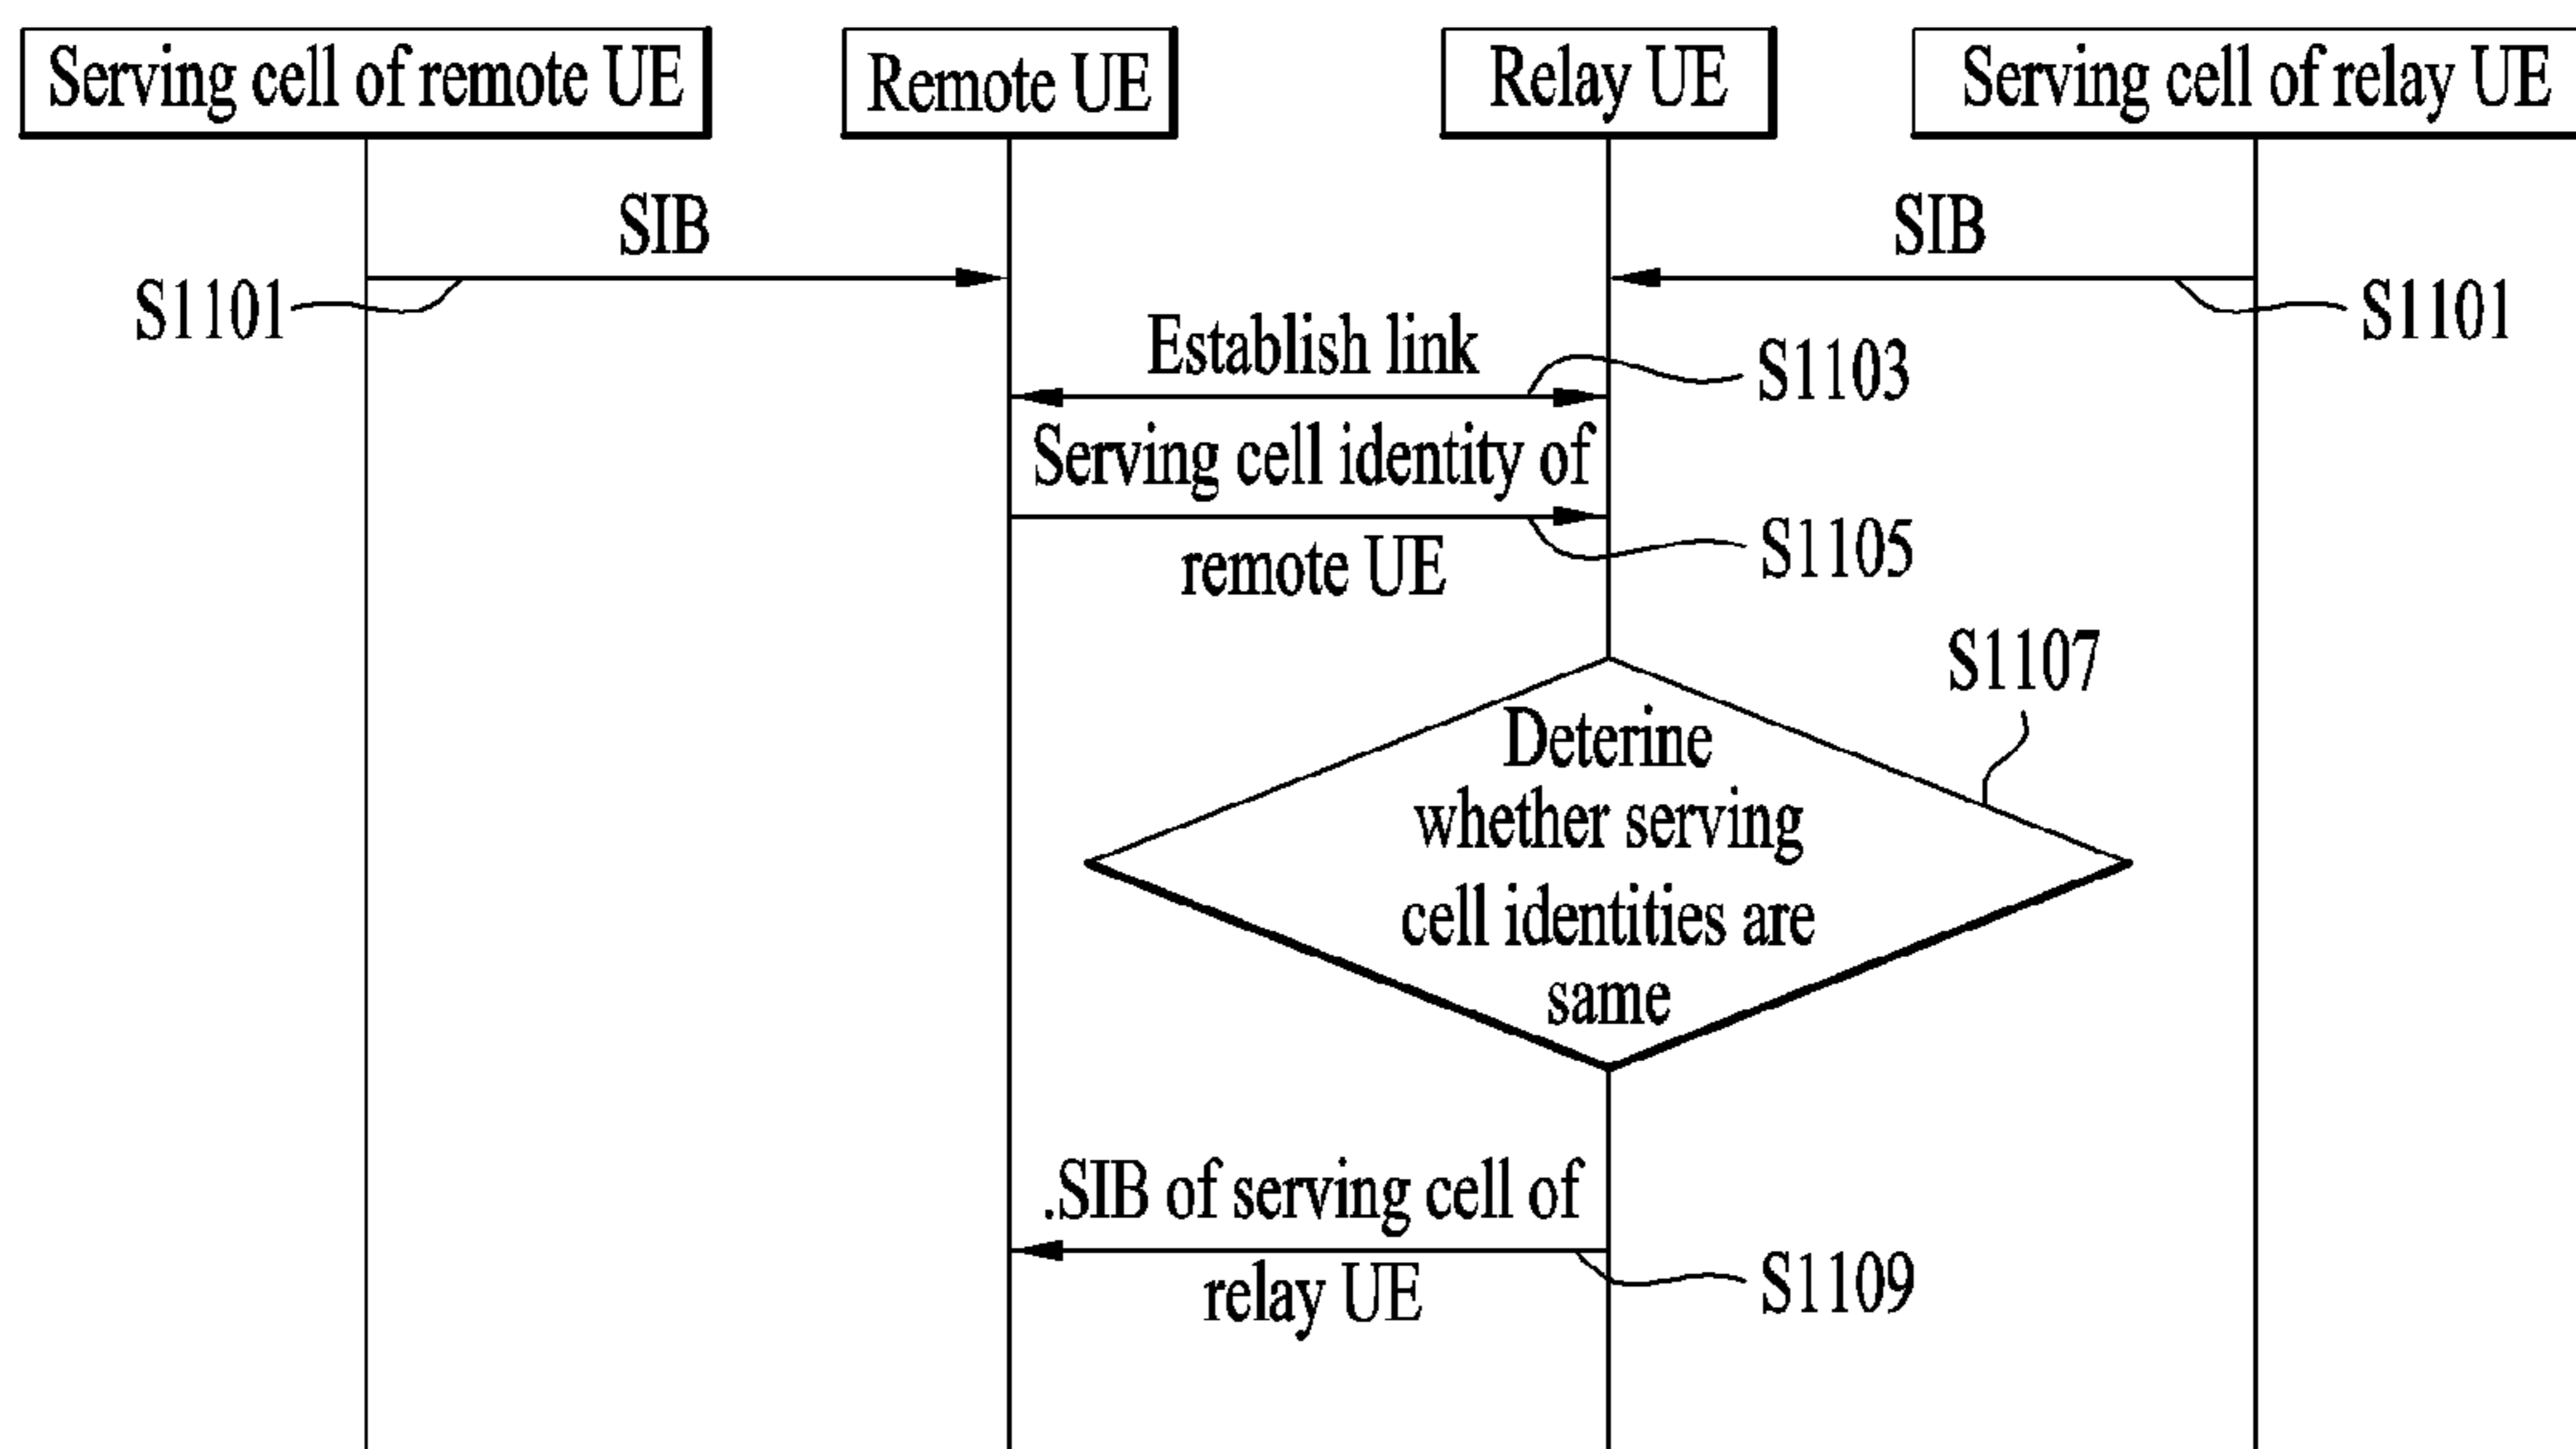 Serving cell of remote UE
Remote UE
Relay UE
Serving cell of relay UE
SIB
SIB
S1101
S1101
Establish link
S1103
Serving cell identity of
remote UE
S1105
S1107
Deterine
whether serving
cell identities are
same
.SIB of serving cell of
relay UE
S1109